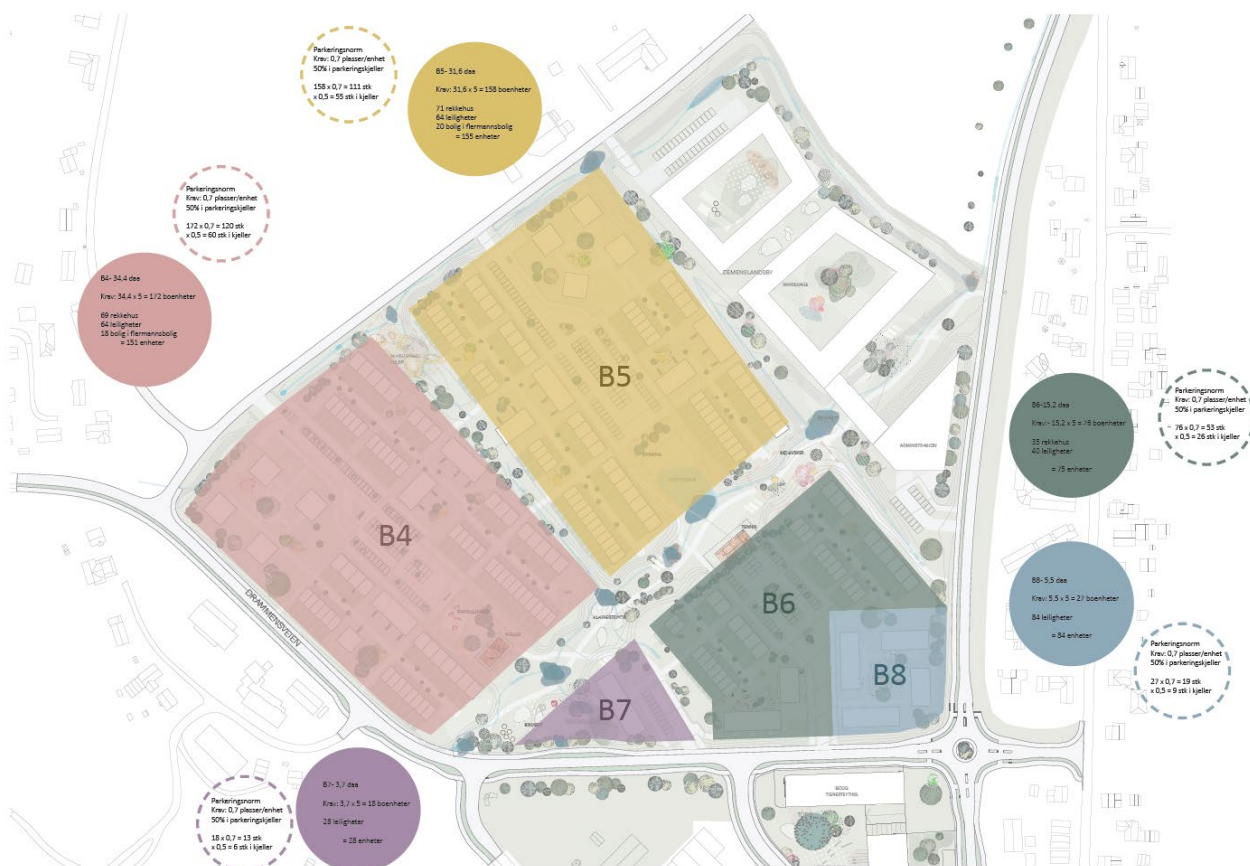 Parkeringsnorm
Krav: 0,7 plasser/enhet
50% i parkeringskjeller
158 x 0,7 = 111 stk
x 0,5 = 55 stk i kjeller
B5- 31,6 daa
Krav: 31,6 x 5 = 158 boenheter
71 rekkehus
64 leiligheter
20 bolig i flermannsbolig
= 155 enheter
Parkeringsnorm
Krav: 0,7 plasser/enhet
50% i parkeringskjeller
172 x 0,7 = 120 stk
x 0,5 = 60 stk i kjeller
B4- 34,4 daa
Krav: 34,4 x 5 = 172 boenheter
69 rekkehus
64 leiligheter
18 bolig i flermannsbolig
= 151 enheter
DEMENSLANDSBY
B5
B4
ADMINISTRASJON
B6-15,2 daa
Krav:- 15,2 x 5 = 76 boenheter
35 rekkehus
40 leiligheter
= 75 enheter
Parkeringsnorm
Krav: 0,7 plasser/enhet
50% i parkeringskjeller
76 x 0,7 = 53 stk
x 0,5 = 26 stk i kjeller
TENNIS
DRAMMENSVEIEN
B6
B8
B7
B8- 5,5 daa
Krav: 5,5 x 5 = 27 boenheter
84 leiligheter
= 84 enheter
Parkeringsnorm
Krav: 0,7 plasser/enhet
50% i parkeringskjeller
27 x 0,7 = 19 stk
x 0,5 = 9 stk i kjeller
Parkeringsnorm
Krav: 0,7 plasser/enhet
50% i parkeringskjeller
18 x 0,7 = 13 stk
x 0,5 = 6 stk i kjeller
B7- 3,7 daa
Krav: 3,7 x 5 = 18 boenheter
28 leiligheter
= 28 enheter